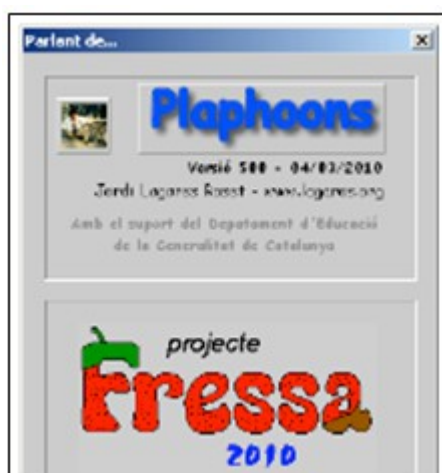 Parlant de...
Plaphoons
Versió 500 - 04/03/2010
Jordi Lagares Roset - www.lagares.org
Amb el suport del Departament d'Educació
de la Generalitat de Catalunya
projecte
Fressa
2010